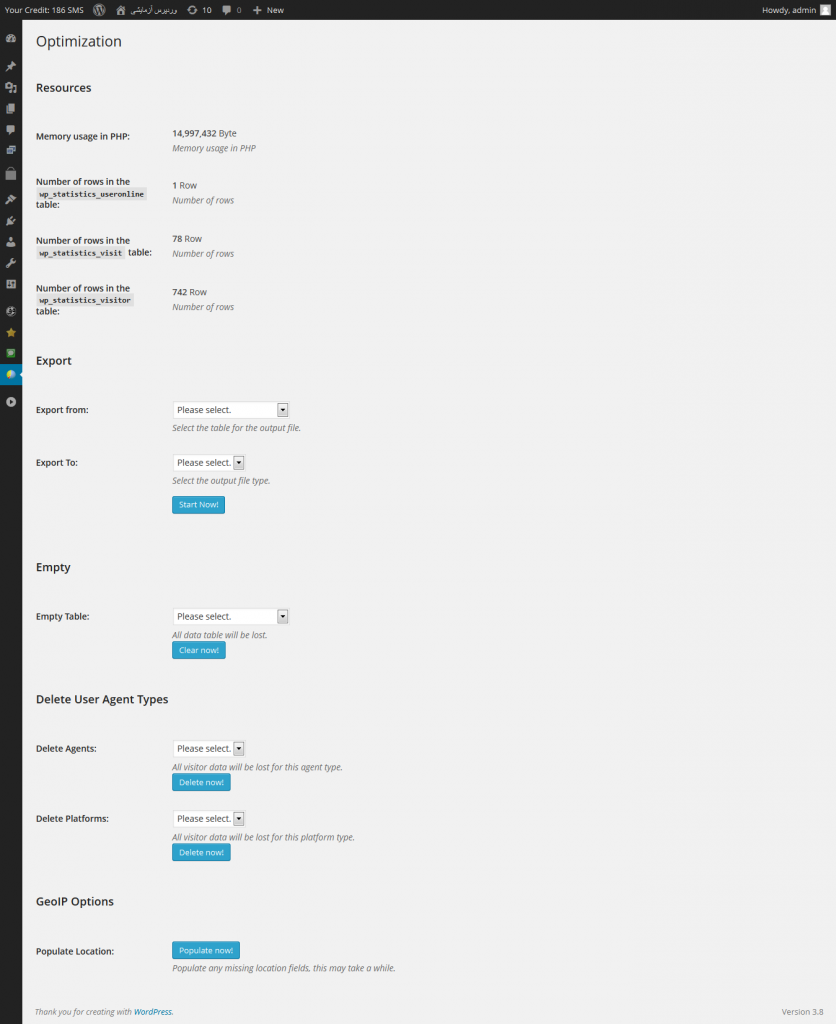 Your Credit: 186 SMS وردپرس آزمایشی 10 0 New Howdy, admin
Optimization
Resources
Memory usage in PHP: 14,997,432 Byte
Memory usage in PHP
Number of rows in the
wp_statistics_useronline
table:
1 Row
Number of rows
Number of rows in the
wp_statistics_visit table:
78 Row
Number of rows
Number of rows in the
wp_statistics_visitor
table:
742 Row
Number of rows
Export
Export from: Please select.
Select the table for the output file.
Export To: Please select.
Select the output file type.
Start Now!
Empty
Empty Table: Please select.
All data table will be lost.
Clear now!
Delete User Agent Types
Delete Agents: Please select.
All visitor data will be lost for this agent type.
Delete now!
Delete Platforms: Please select.
All visitor data will be lost for this platform type.
Delete now!
GeoIP Options
Populate Location: Populate now!
Populate any missing location fields, this may take a while.
Thank you for creating with WordPress. Version 3.8